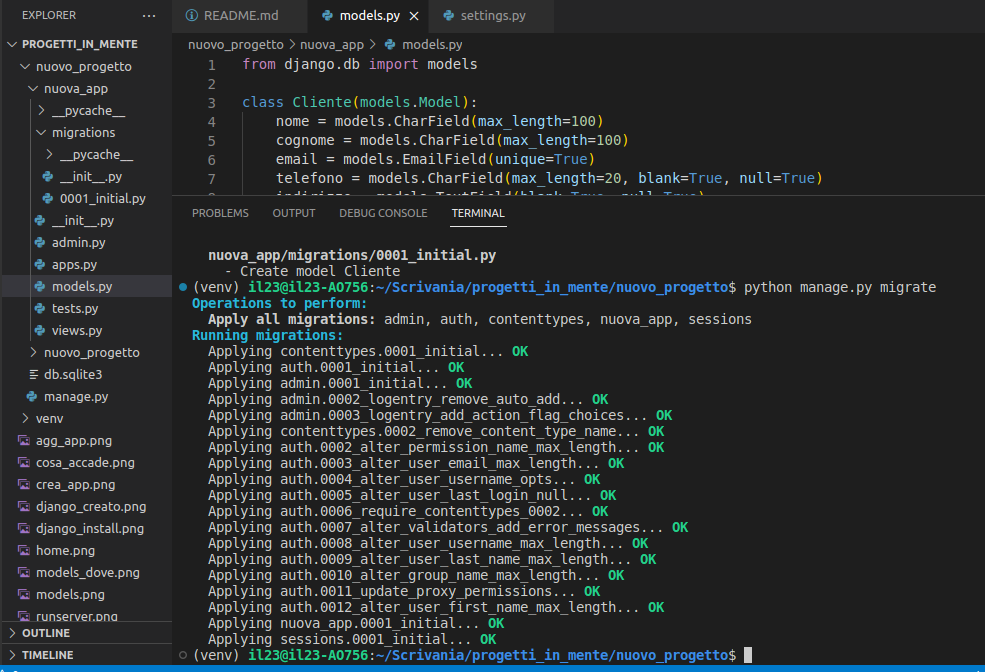 EXPLORER
···
README.md
models.py
settings.py
PROGETTI_IN_MENTE
nuovo_progetto
nuova_app
__pycache__
migrations
__pycache__
__init__.py
0001_initial.py
__init__.py
admin.py
apps.py
models.py
tests.py
views.py
nuovo_progetto
db.sqlite3
manage.py
venv
agg_app.png
cosa_accade.png
crea_app.png
django_creato.png
django_install.png
home.png
models_dove.png
models.png
runserver.png
OUTLINE
TIMELINE
nuovo_progetto > nuova_app > models.py
1 from django.db import models
2
3 class Cliente(models.Model):
4 nome = models.CharField(max_length=100)
5 cognome = models.CharField(max_length=100)
6 email = models.EmailField(unique=True)
7 telefono = models.CharField(max_length=20, blank=True, null=True)
8 indirizzo = models.TextField(blank=True, null=True)
PROBLEMS OUTPUT DEBUG CONSOLE TERMINAL
nuova_app/migrations/0001_initial.py
- Create model Cliente
(venv) il23@il23-AO756:~/Scrivania/progetti_in_mente/nuovo_progetto$ python manage.py migrate
Operations to perform:
Apply all migrations: admin, auth, contenttypes, nuova_app, sessions
Running migrations:
Applying contenttypes.0001_initial... OK
Applying auth.0001_initial... OK
Applying admin.0001_initial... OK
Applying admin.0002_logentry_remove_auto_add... OK
Applying admin.0003_logentry_add_action_flag_choices... OK
Applying contenttypes.0002_remove_content_type_name... OK
Applying auth.0002_alter_permission_name_max_length... OK
Applying auth.0003_alter_user_email_max_length... OK
Applying auth.0004_alter_user_username_opts... OK
Applying auth.0005_alter_user_last_login_null... OK
Applying auth.0006_require_contenttypes_0002... OK
Applying auth.0007_alter_validators_add_error_messages... OK
Applying auth.0008_alter_user_username_max_length... OK
Applying auth.0009_alter_user_last_name_max_length... OK
Applying auth.0010_alter_group_name_max_length... OK
Applying auth.0011_update_proxy_permissions... OK
Applying auth.0012_alter_user_first_name_max_length... OK
Applying nuova_app.0001_initial... OK
Applying sessions.0001_initial... OK
(venv) il23@il23-AO756:~/Scrivania/progetti_in_mente/nuovo_progetto$